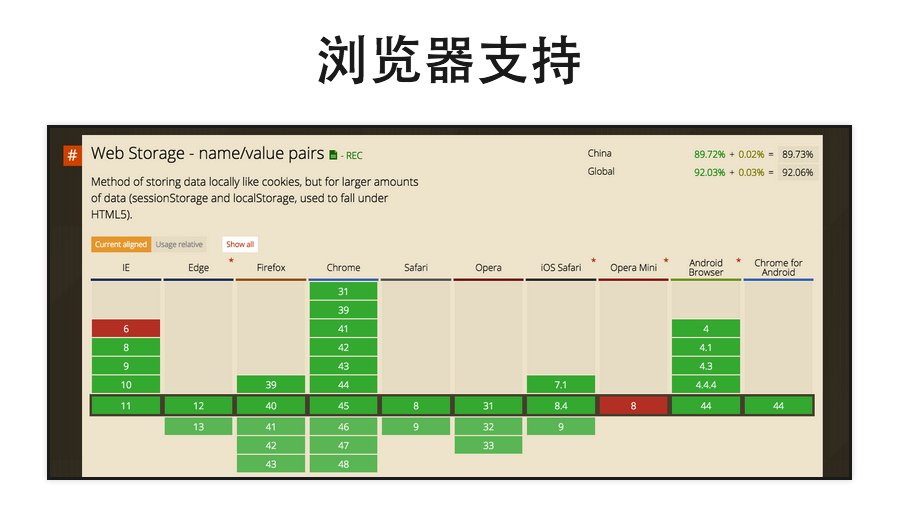 浏览器支持
# Web Storage - name/value pairs - REC
China 89.72% + 0.02% = 89.73%
Global 92.03% + 0.03% = 92.06%
Method of storing data locally like cookies, but for larger amounts
of data (sessionStorage and localStorage, used to fall under
HTML5).
Current aligned Usage relative Show all
IE Edge * Firefox Chrome Safari Opera iOS Safari * Opera Mini * Android Browser * Chrome for Android
31
39
6 41 4
8 42 4.1
9 43 4.3
10 39 44 7.1 4.4.4
11 12 40 45 8 31 8.4 8 44 44
13 41 46 9 32 9
42 47 33
43 48